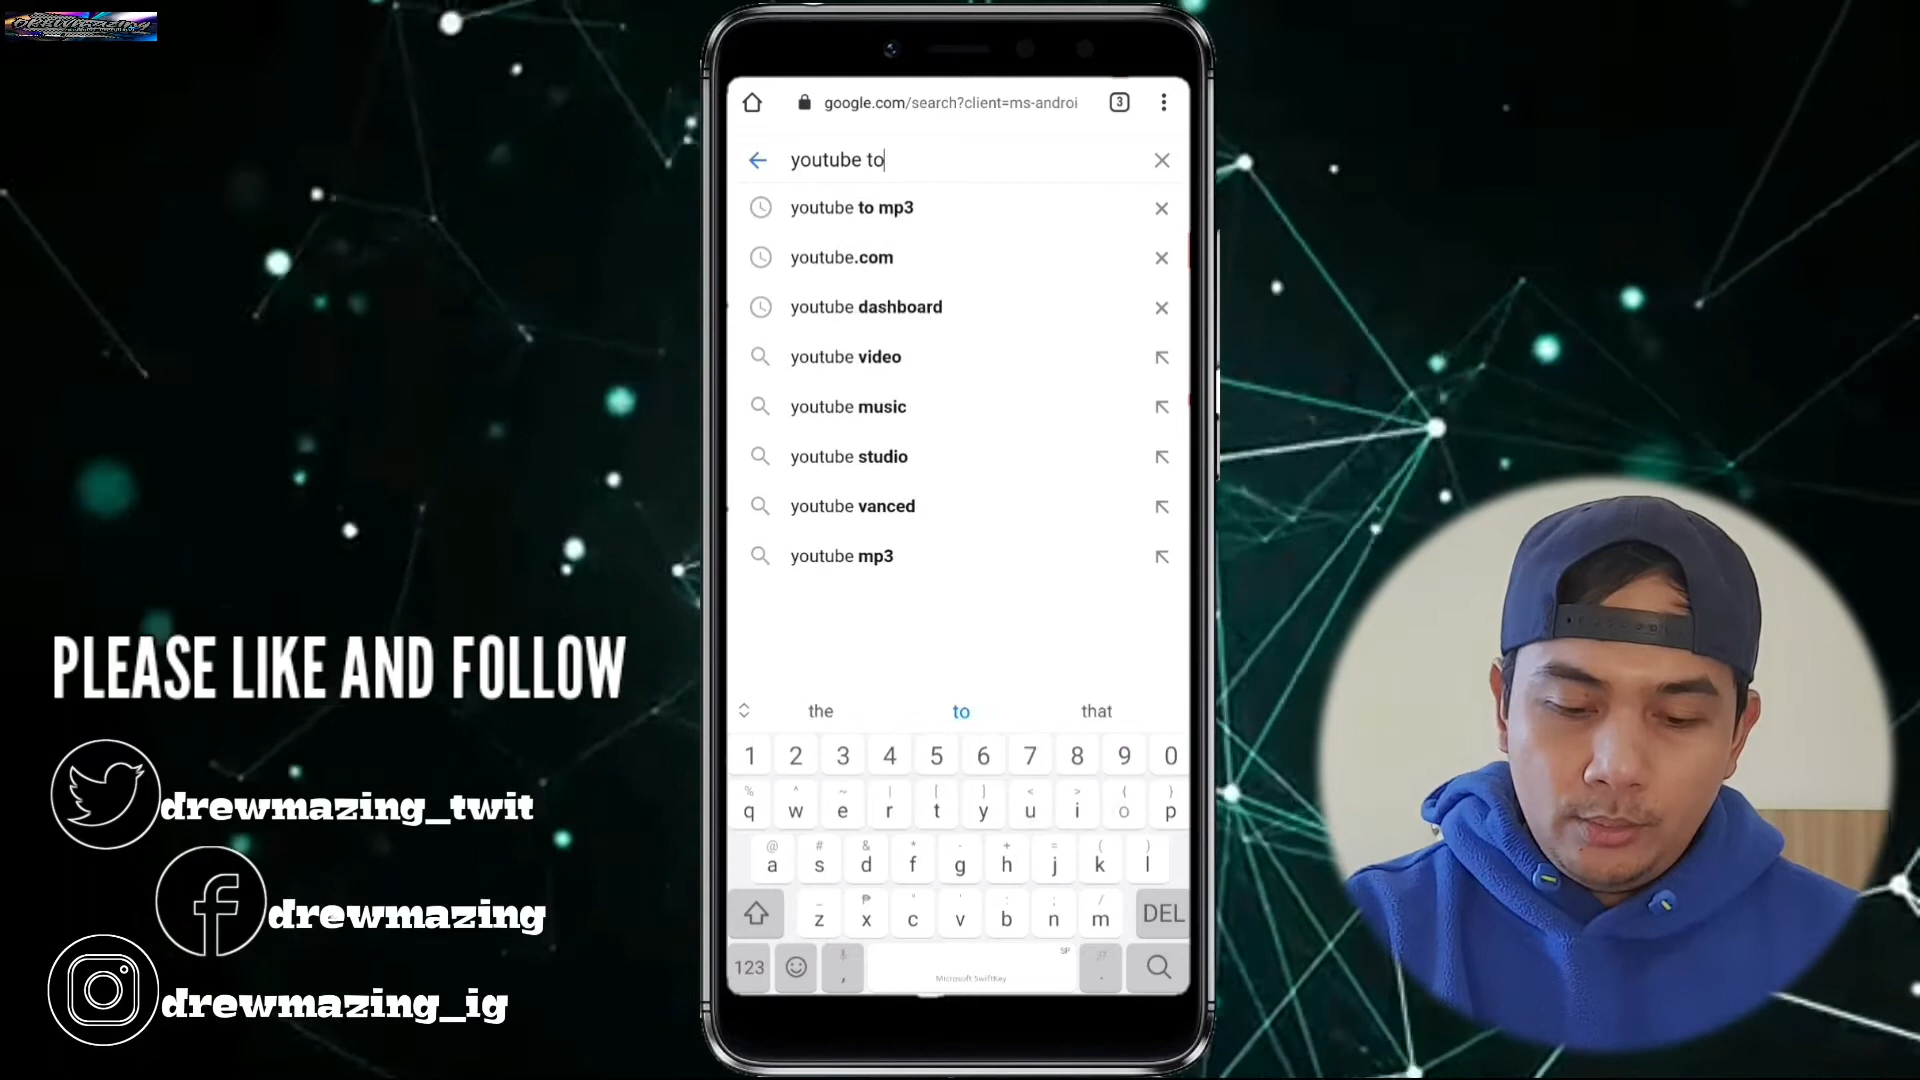 DREWmazing
3
google.com/search?client=ms-androi
youtube to
youtube to mp3
youtube.com
youtube dashboard
youtube video
youtube music
youtube studio
youtube vanced
youtube mp3
the to that
1 2 3 4 5 6 7 8 9 0
% ^ ~ | [ ] < > { }
q w e r t y u i o p
@ # & * - + = ( )
a s d f g h j k l
_ ₱ " ' : ; /
z x c v b n m DEL
SP
123 , .
Microsoft SwiftKey
PLEASE LIKE AND FOLLOW
drewmazing_twit
drewmazing
drewmazing_ig